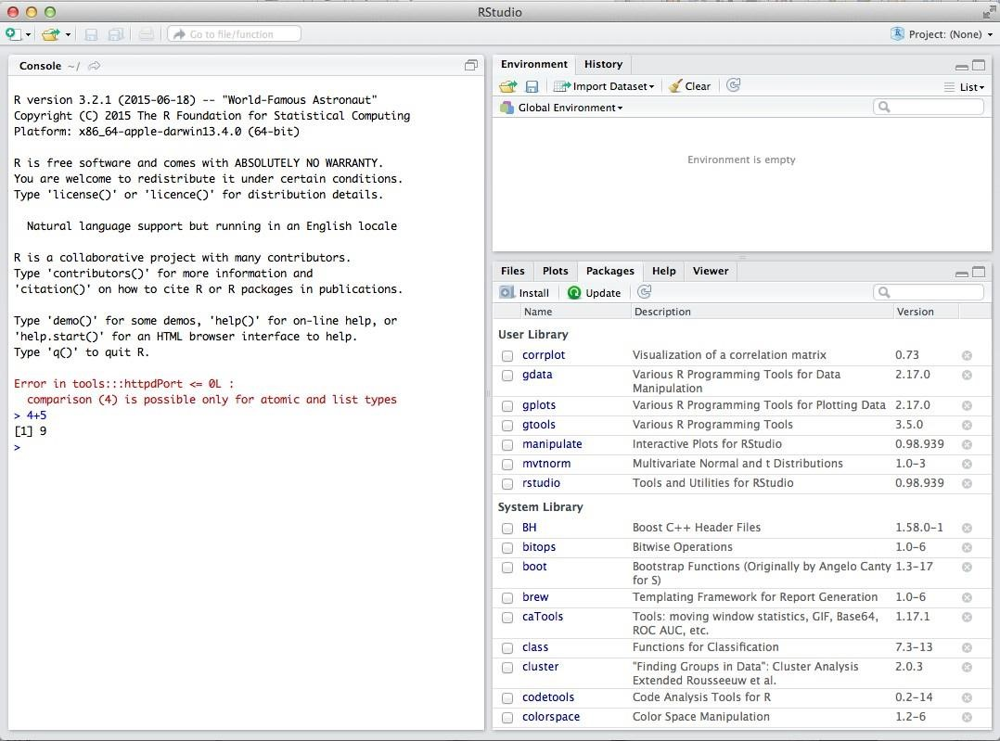 RStudio
Go to file/function
Project: (None)
Console ~/
R version 3.2.1 (2015-06-18) -- "World-Famous Astronaut"
Copyright (C) 2015 The R Foundation for Statistical Computing
Platform: x86_64-apple-darwin13.4.0 (64-bit)
R is free software and comes with ABSOLUTELY NO WARRANTY.
You are welcome to redistribute it under certain conditions.
Type 'license()' or 'licence()' for distribution details.
Natural language support but running in an English locale
R is a collaborative project with many contributors.
Type 'contributors()' for more information and
'citation()' on how to cite R or R packages in publications.
Type 'demo()' for some demos, 'help()' for on-line help, or
'help.start()' for an HTML browser interface to help.
Type 'q()' to quit R.
Error in tools:::httpdPort <= 0L :
comparison (4) is possible only for atomic and list types
> 4+5
[1] 9
>
Environment History
Import Dataset Clear List
Global Environment
Environment is empty
Files Plots Packages Help Viewer
Install Update
Name Description Version
User Library
corrplot Visualization of a correlation matrix 0.73
gdata Various R Programming Tools for Data 2.17.0
Manipulation
gplots Various R Programming Tools for Plotting Data 2.17.0
gtools Various R Programming Tools 3.5.0
manipulate Interactive Plots for RStudio 0.98.939
mvtnorm Multivariate Normal and t Distributions 1.0-3
rstudio Tools and Utilities for RStudio 0.98.939
System Library
BH Boost C++ Header Files 1.58.0-1
bitops Bitwise Operations 1.0-6
boot Bootstrap Functions (Originally by Angelo Canty 1.3-17
for S)
brew Templating Framework for Report Generation 1.0-6
caTools Tools: moving window statistics, GIF, Base64, 1.17.1
ROC AUC, etc.
class Functions for Classification 7.3-13
cluster "Finding Groups in Data": Cluster Analysis 2.0.3
Extended Rousseeuw et al.
codetools Code Analysis Tools for R 0.2-14
colorspace Color Space Manipulation 1.2-6